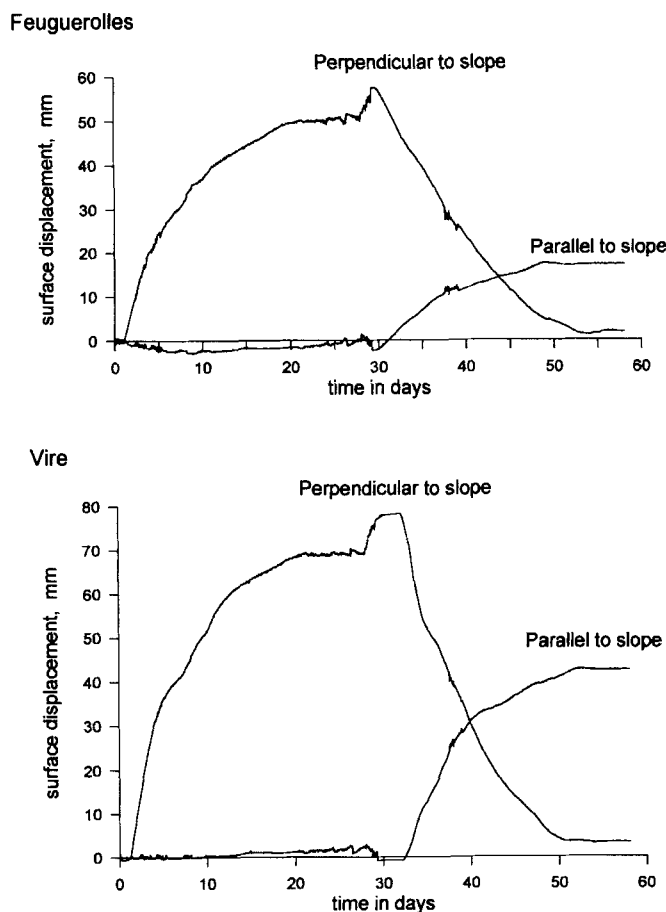 Feuguerolles
Perpendicular to slope
60
50
40
30
20
10
0
surface displacement, mm
Parallel to slope
0 10 20 30 40 50 60
time in days
Vire
Perpendicular to slope
80
70
60
50
40
30
20
10
0
surface displacement, mm
Parallel to slope
0 10 20 30 40 50 60
time in days